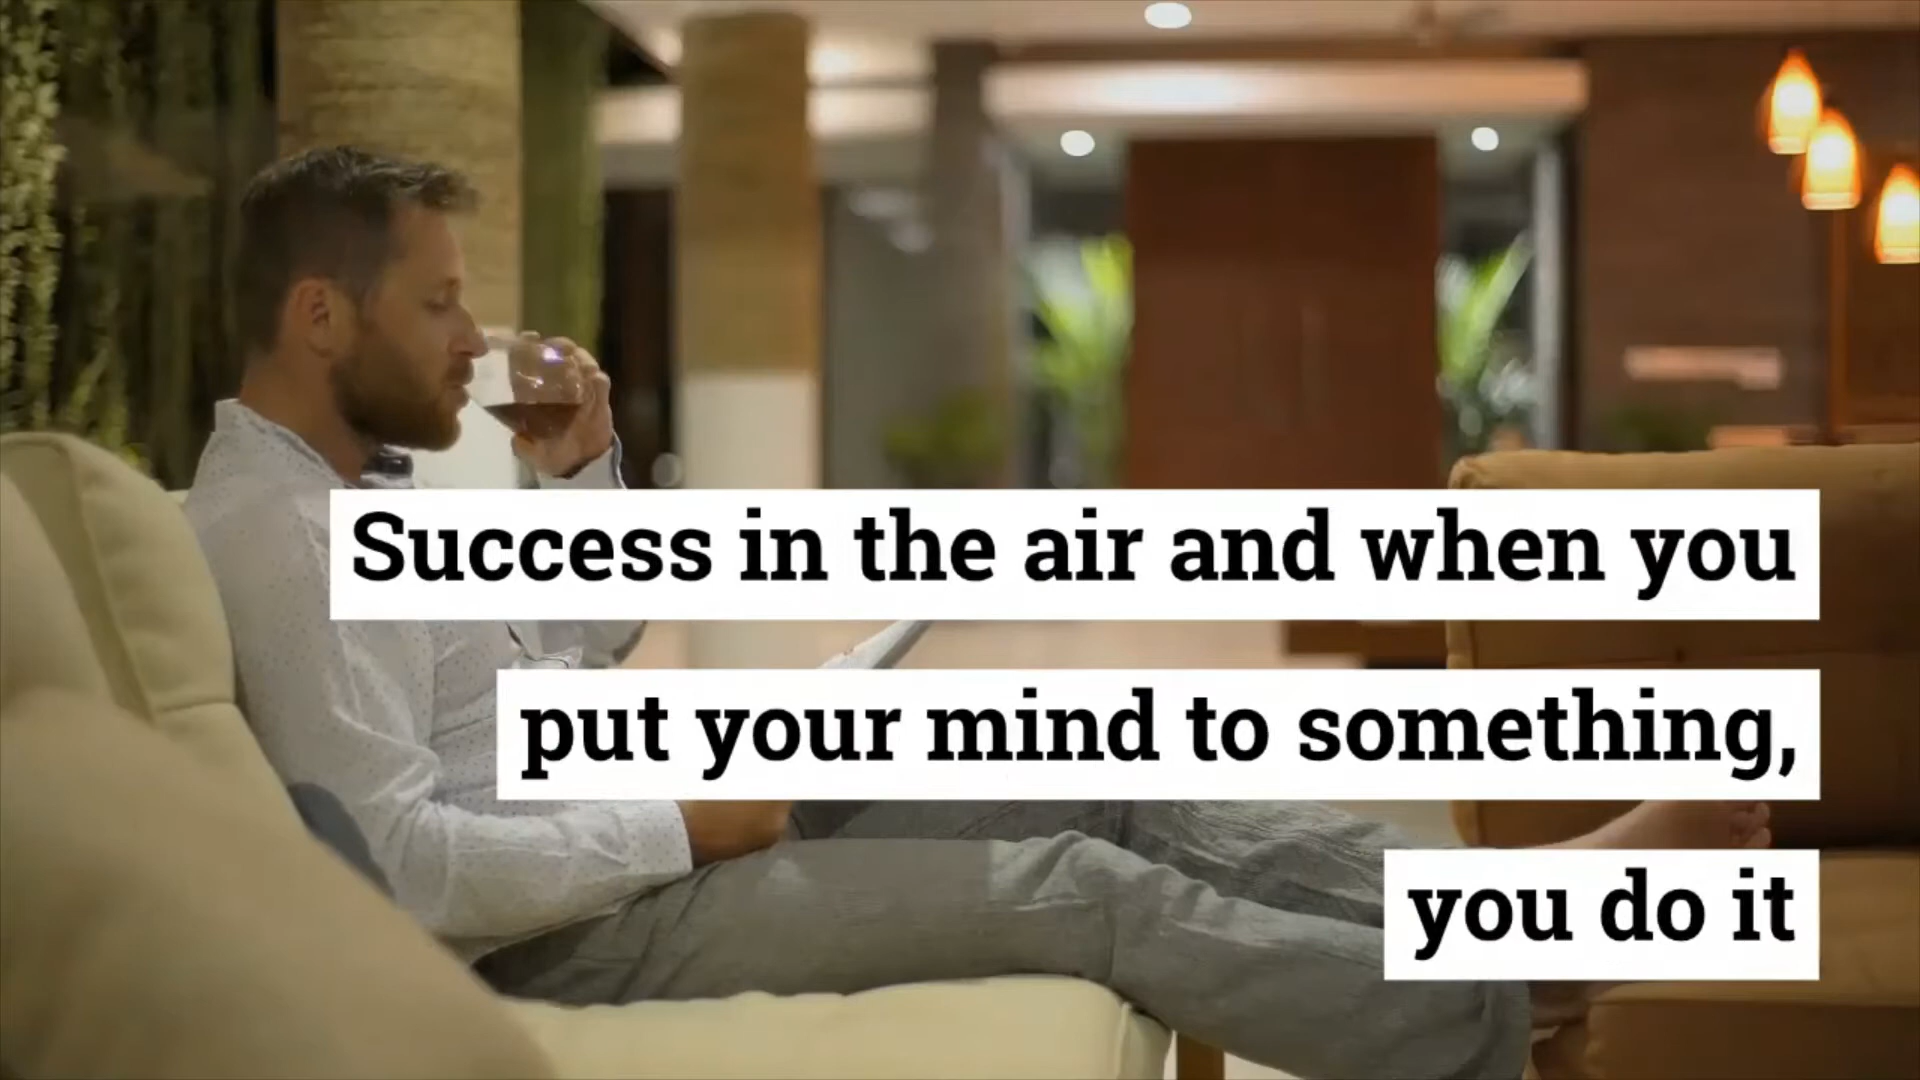 Success in the air and when you
put your mind to something,
you do it